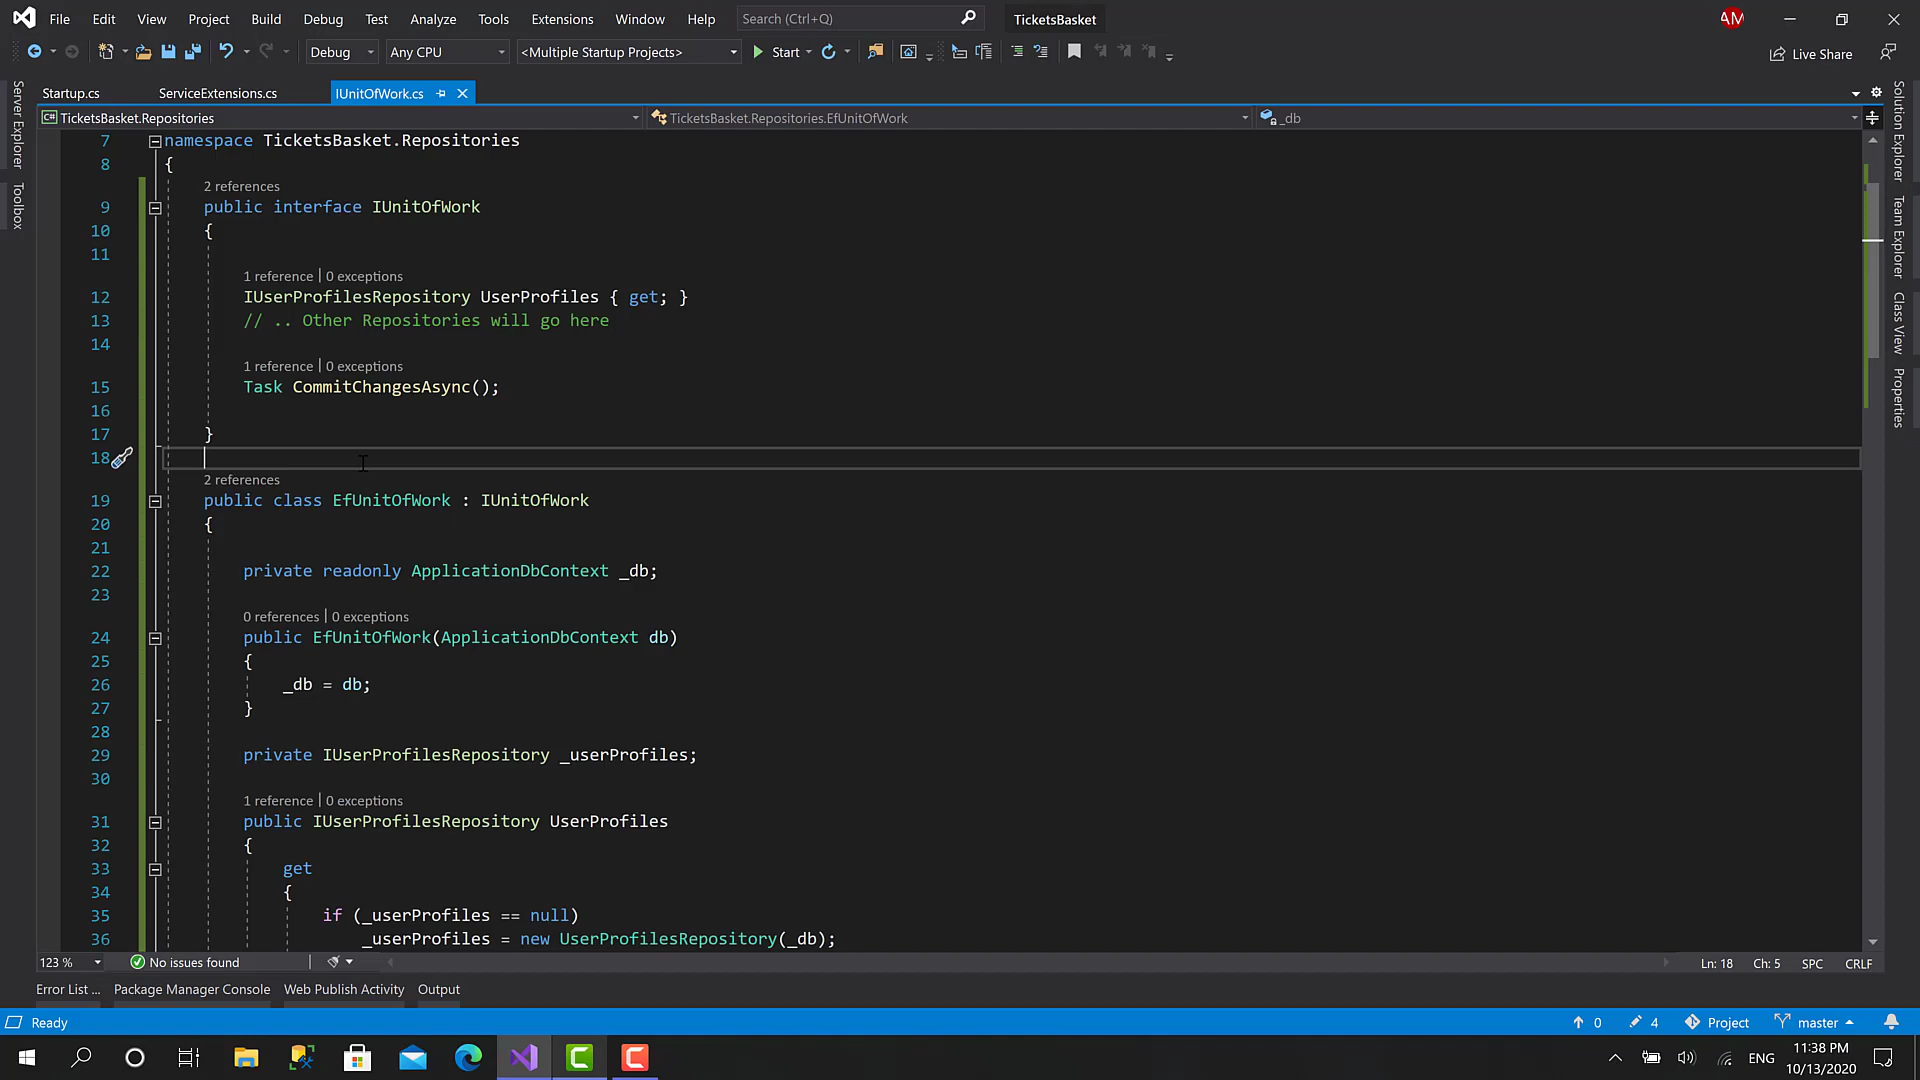 File Edit View Project Build Debug Test Analyze Tools Extensions Window Help Search (Ctrl+Q) TicketsBasket AM
Debug Any CPU <Multiple Startup Projects> Start Live Share
Startup.cs ServiceExtensions.cs IUnitOfWork.cs
C# TicketsBasket.Repositories TicketsBasket.Repositories.EfUnitOfWork _db
Server Explorer
Toolbox
Solution Explorer
Team Explorer
Class View
Properties
7 namespace TicketsBasket.Repositories
8 {
2 references
9 public interface IUnitOfWork
10 {
11
1 reference | 0 exceptions
12 IUserProfilesRepository UserProfiles { get; }
13 // .. Other Repositories will go here
14
1 reference | 0 exceptions
15 Task CommitChangesAsync();
16
17 }
18
2 references
19 public class EfUnitOfWork : IUnitOfWork
20 {
21
22 private readonly ApplicationDbContext _db;
23
0 references | 0 exceptions
24 public EfUnitOfWork(ApplicationDbContext db)
25 {
26 _db = db;
27 }
28
29 private IUserProfilesRepository _userProfiles;
30
1 reference | 0 exceptions
31 public IUserProfilesRepository UserProfiles
32 {
33 get
34 {
35 if (_userProfiles == null)
36 _userProfiles = new UserProfilesRepository(_db);
123 % No issues found Ln: 18 Ch: 5 SPC CRLF
Error List ... Package Manager Console Web Publish Activity Output
Ready 0 4 Project master
ENG 11:38 PM
10/13/2020